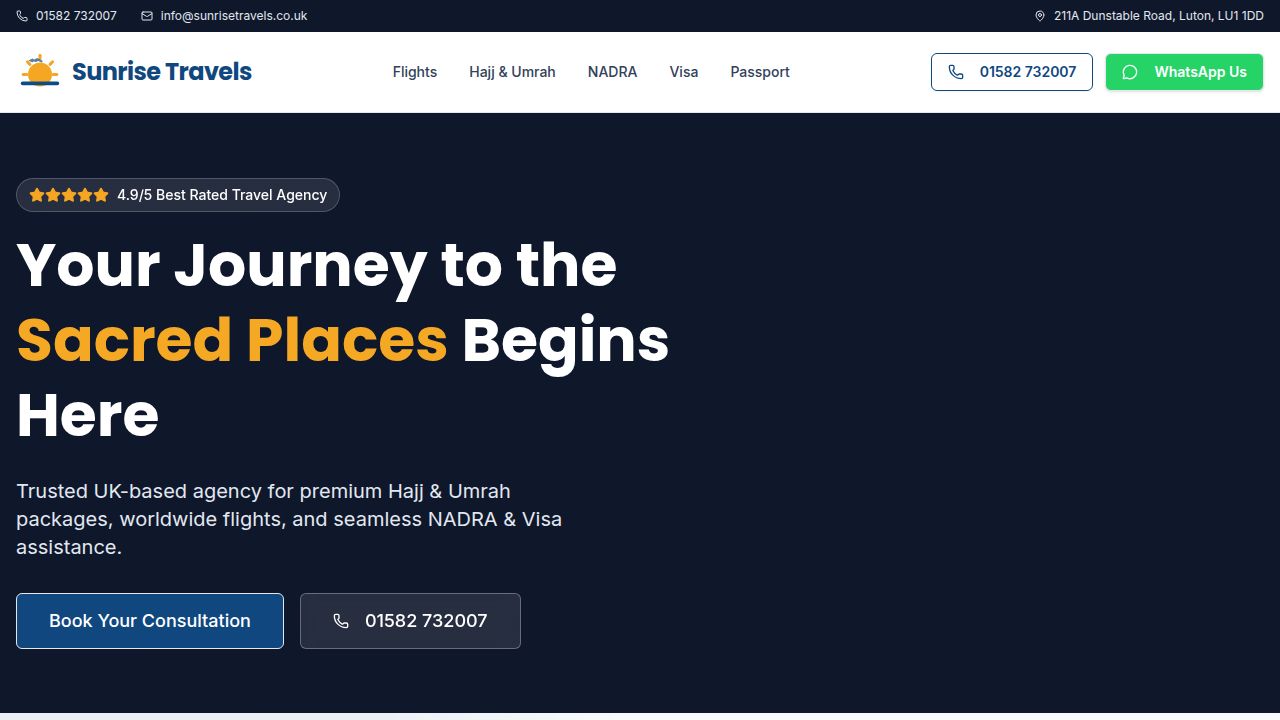 01582 732007
info@sunrisetravels.co.uk
211A Dunstable Road, Luton, LU1 1DD
Sunrise Travels
Flights
Hajj & Umrah
NADRA
Visa
Passport
01582 732007
WhatsApp Us
4.9/5 Best Rated Travel Agency
Your Journey to the
Sacred Places Begins
Here
Trusted UK-based agency for premium Hajj & Umrah
packages, worldwide flights, and seamless NADRA & Visa
assistance.
Book Your Consultation
01582 732007